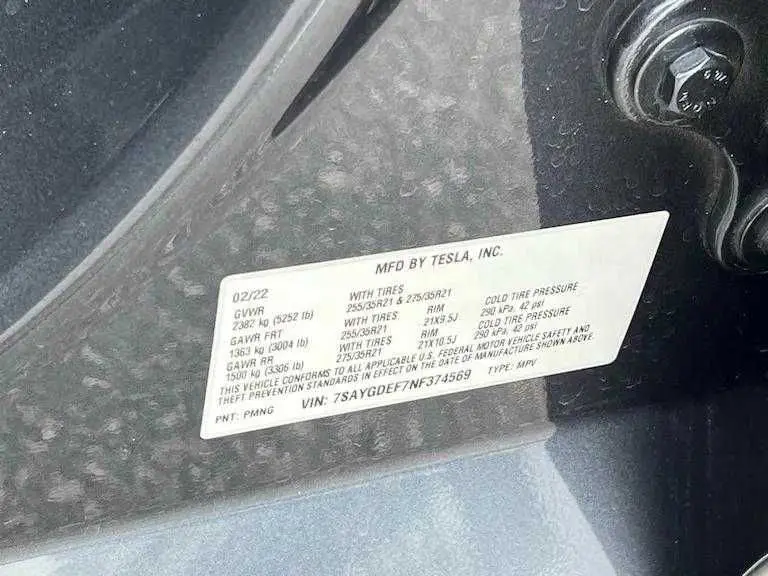 MFD BY TESLA, INC.
02/22
GVWR WITH TIRES COLD TIRE PRESSURE
2382 kg (5252 lb) 255/35R21 & 275/35R21 290 kPa, 42 psi
GAWR FRT WITH TIRES RIM COLD TIRE PRESSURE
1363 kg (3004 lb) 255/35R21 21X9.5J 290 kPa, 42 psi
GAWR RR WITH TIRES RIM
1500 kg (3306 lb) 275/35R21 21X10.5J
THIS VEHICLE CONFORMS TO ALL APPLICABLE U.S. FEDERAL MOTOR VEHICLE SAFETY AND
THEFT PREVENTION STANDARDS IN EFFECT ON THE DATE OF MANUFACTURE SHOWN ABOVE.
PNT: PMNG VIN: 7SAYGDEF7NF374569 TYPE: MPV